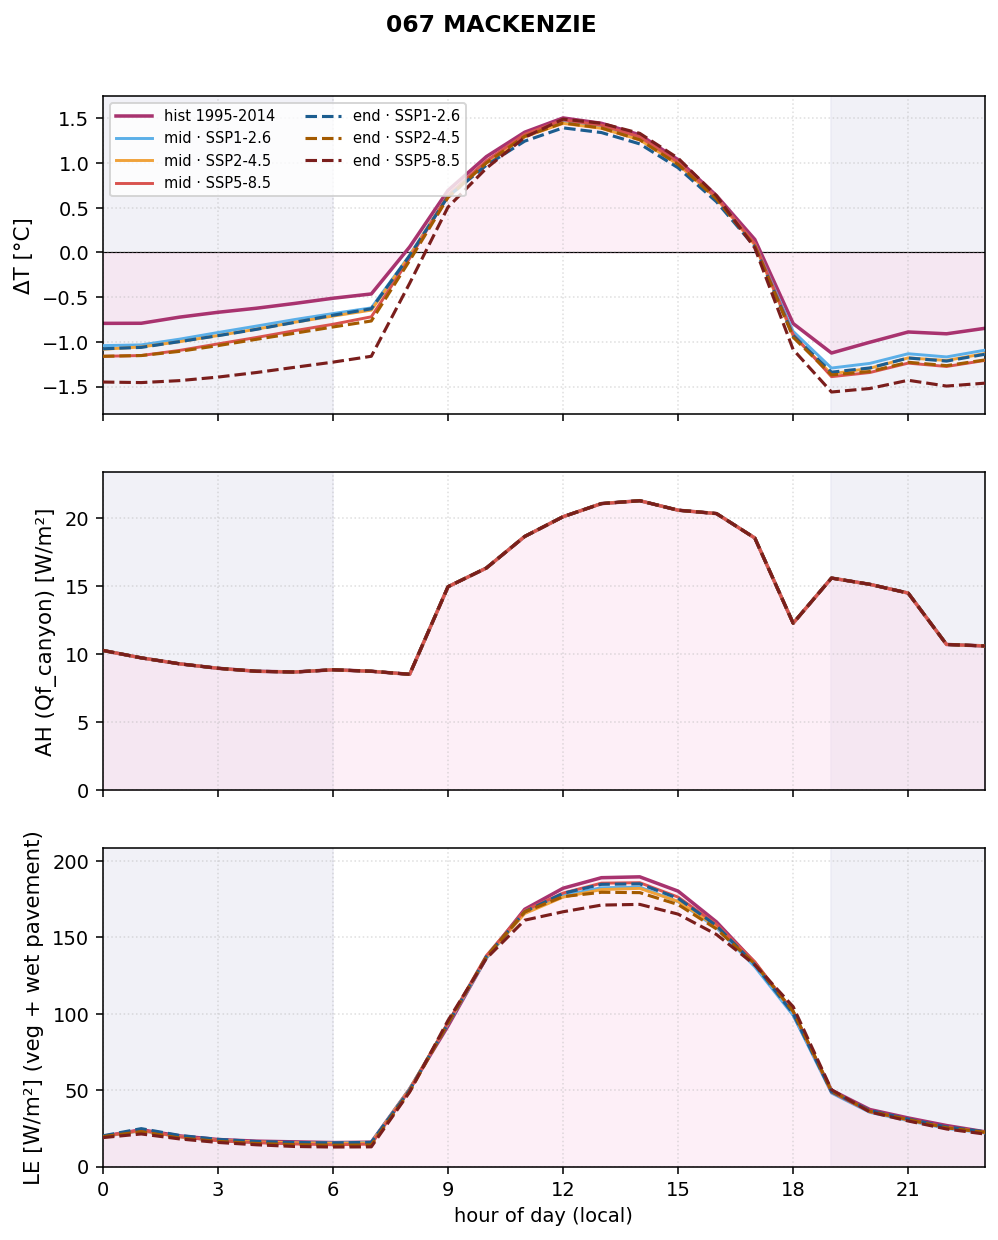 067 MACKENZIE
ΔT [°C]
1.5
1.0
0.5
0.0
−0.5
−1.0
−1.5
hist 1995-2014
mid · SSP1-2.6
mid · SSP2-4.5
mid · SSP5-8.5
end · SSP1-2.6
end · SSP2-4.5
end · SSP5-8.5
AH (Qf_canyon) [W/m²]
20
15
10
5
0
LE [W/m²] (veg + wet pavement)
200
150
100
50
0
0 3 6 9 12 15 18 21
hour of day (local)